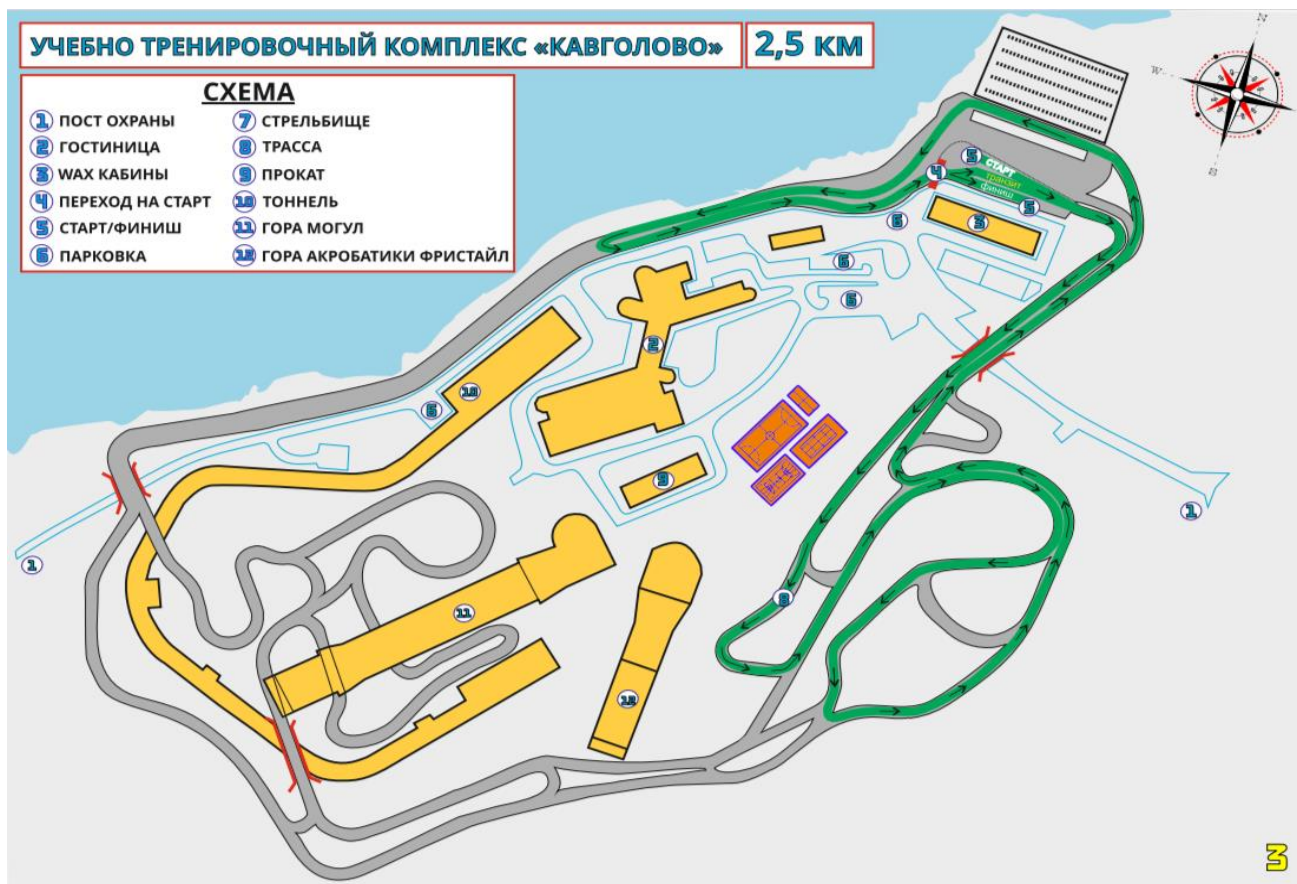 УЧЕБНО ТРЕНИРОВОЧНЫЙ КОМПЛЕКС «КАВГОЛОВО»
2,5 КМ
СХЕМА
1 ПОСТ ОХРАНЫ
2 ГОСТИНИЦА
3 WAX КАБИНЫ
4 ПЕРЕХОД НА СТАРТ
5 СТАРТ/ФИНИШ
6 ПАРКОВКА
7 СТРЕЛЬБИЩЕ
8 ТРАССА
9 ПРОКАТ
10 ТОННЕЛЬ
11 ГОРА МОГУЛ
12 ГОРА АКРОБАТИКИ ФРИСТАЙЛ
N
W
E
S
5
СТАРТ
транзит
финиш
4
5
3
6
6
6
2
10
6
9
1
1
8
11
12
3